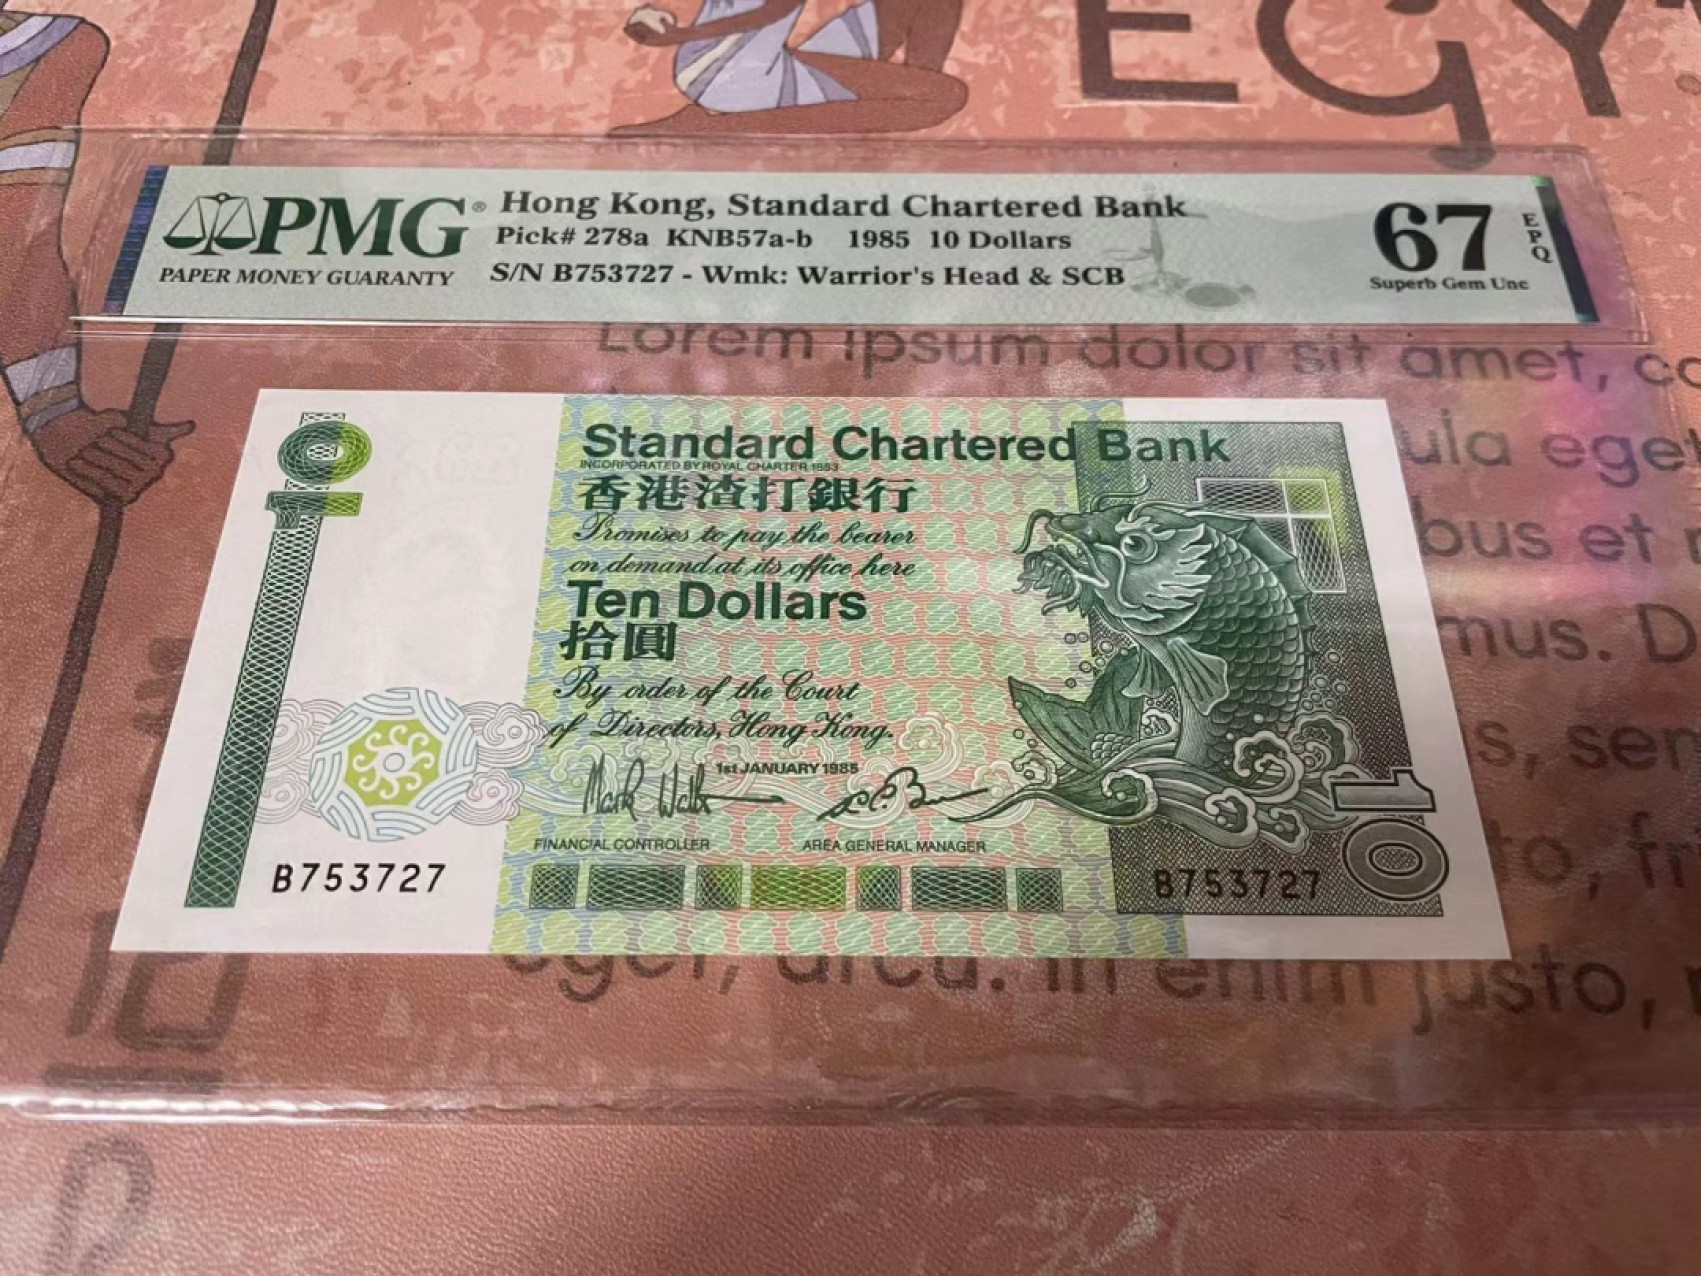 EGY
PMG®
PAPER MONEY GUARANTY
Hong Kong, Standard Chartered Bank
Pick# 278a KNB57a-b 1985 10 Dollars
S/N B753727 - Wmk: Warrior's Head & SCB
67
EPQ
Superb Gem Unc
Lorem ipsum dolor sit amet,
10
Standard Chartered Bank
INCORPORATED BY ROYAL CHARTER 1853
香港渣打銀行
Promises to pay the bearer
on demand at its office here
Ten Dollars
拾圓
By order of the Court
of Directors, Hong Kong.
1st JANUARY 1985
FINANCIAL CONTROLLER
AREA GENERAL MANAGER
B753727
B753727
10
ula eget
bus et
mus. D
s, sem
to, fri
eget, arcu. In enim justo,